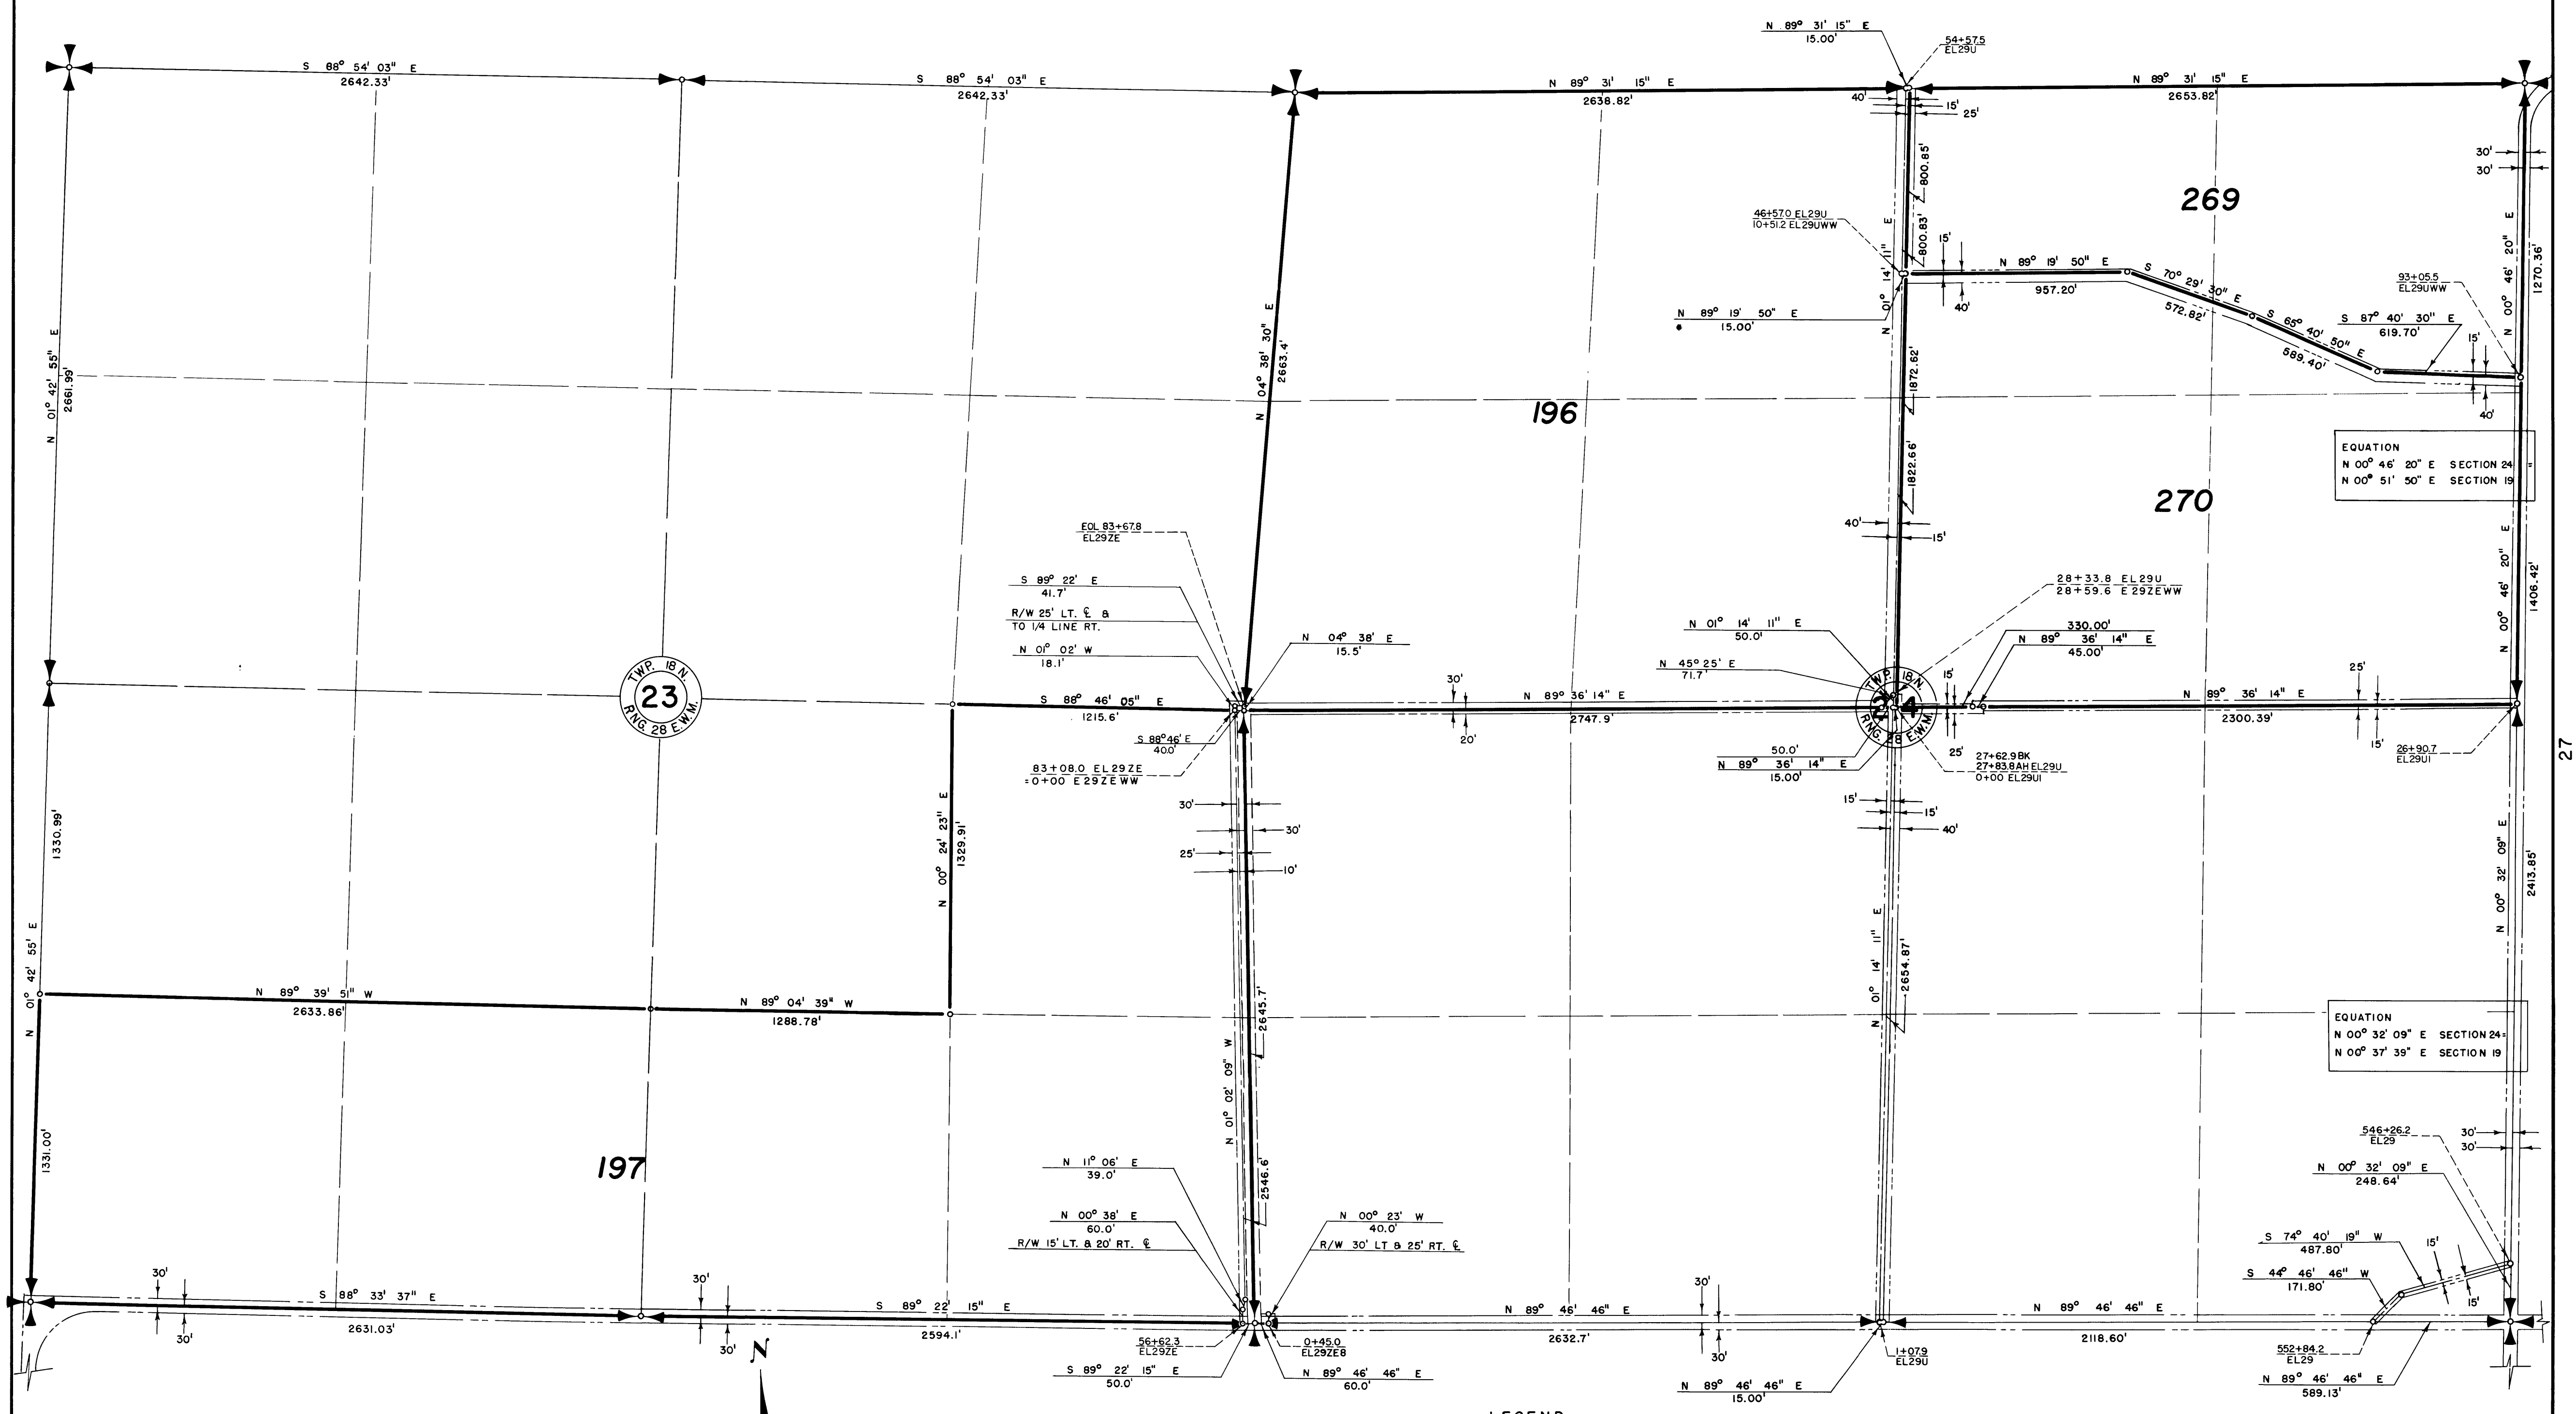 N 89° 31' 15" E
15.00'
54+57.5
EL29U
S 88° 54' 03" E
2642.33'
S 88° 54' 03" E
2642.33'
N 89° 31' 15" E
2638.82'
N 89° 31' 15" E
2653.82'
40'
15'
25'
30'
30'
800.85'
800.83'
269
46+57.0 EL29U
10+51.2 EL29UWW
15'
40'
N 89° 19' 50" E
957.20'
S 70° 29' 30" E
572.82'
S 65° 40' 50" E
589.40'
S 87° 40' 30" E
619.70'
15'
40'
93+05.5
EL29UWW
N 00° 46' 20" E
1270.36'
N 89° 19' 50" E
15.00'
N 01° 14' 11" E
N 01° 42' 55" E
2661.99'
N 04° 38' 30" E
2663.4'
196
1872.62'
1822.66'
EQUATION
N 00° 46' 20" E SECTION 24 =
N 00° 51' 50" E SECTION 19
270
40'
15'
EOL 83+67.8
EL29ZE
S 89° 22' E
41.7'
R/W 25' LT. ℄ &
TO 1/4 LINE RT.
N 01° 02' W
18.1'
N 04° 38' E
15.5'
N 01° 14' 11" E
50.0'
N 45° 25' E
71.7'
28+33.8 EL29U
28+59.6 E29ZEWW
330.00'
N 89° 36' 14" E
45.00'
N 00° 46' 20" E
1406.42'
TWP. 18 N.
23
RNG. 28 E.W.M.
TWP. 18 N.
24
RNG. 28 E.W.M.
S 88° 46' 05" E
1215.6'
30'
20'
N 89° 36' 14" E
2747.9'
15'
25'
N 89° 36' 14" E
2300.39'
25'
15'
S 88° 46' E
40.0'
83+08.0 EL29ZE
=0+00 E29ZEWW
50.0'
N 89° 36' 14" E
15.00'
27+62.9 BK
27+83.8 AH EL29U
0+00 EL29U1
26+90.7
EL29U1
27
30'
30'
25'
10'
15'
15'
40'
1330.99'
N 00° 24' 23" E
1329.91'
N 00° 32' 09" E
2413.85'
N 01° 42' 55' E
N 89° 39' 51" W
2633.86'
N 89° 04' 39" W
1288.78'
N 01° 02' 09" W
2645.7'
2546.6'
N 01° 14' 11" E
2654.87'
EQUATION
N 00° 32' 09" E SECTION 24=
N 00° 37' 39" E SECTION 19
1331.00'
197
N 11° 06' E
39.0'
N 00° 38' E
60.0'
R/W 15' LT. & 20' RT. ℄
N 00° 23' W
40.0'
R/W 30' LT & 25' RT. ℄
546+26.2
EL29
30'
30'
N 00° 32' 09" E
248.64'
S 74° 40' 19" W
487.80'
S 44° 46' 46" W
171.80'
15'
15'
30'
30'
S 88° 33' 37" E
2631.03'
30'
30'
S 89° 22' 15" E
2594.1'
N 89° 46' 46" E
2632.7'
30'
30'
N 89° 46' 46" E
2118.60'
N
56+62.3
EL29ZE
0+45.0
EL29ZE8
S 89° 22' 15" E
50.0'
N 89° 46' 46" E
60.0'
1+07.9
EL29U
N 89° 46' 46" E
15.00'
552+84.2
EL29
N 89° 46' 46" E
589.13'
LEGEND